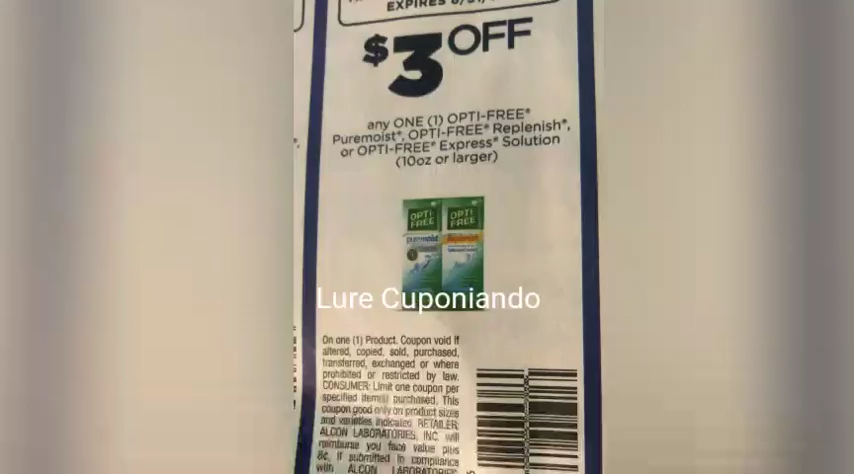 EXPIRES
$3 OFF
any ONE (1) OPTI-FREE®
Puremoist®, OPTI-FREE® Replenish®,
or OPTI-FREE® Express® Solution
(10oz or larger)
OPTI-FREE OPTI-FREE
puremoist Replenish
Lure Cuponiando
On one (1) Product. Coupon void if
altered, copied, sold, purchased,
transferred, exchanged or where
prohibited or restricted by law.
CONSUMER: Limit one coupon per
specified item(s) purchased. This
coupon good only on product sizes
and varieties indicated. RETAILER:
ALCON LABORATORIES, INC. will
reimburse you face value plus
8¢, if submitted in compliance
with ALCON LABORATORIES